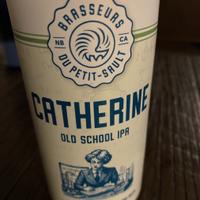 BRASSEURS
NB CA
DU PETIT-SAULT
CATHERINE
OLD SCHOOL IPA